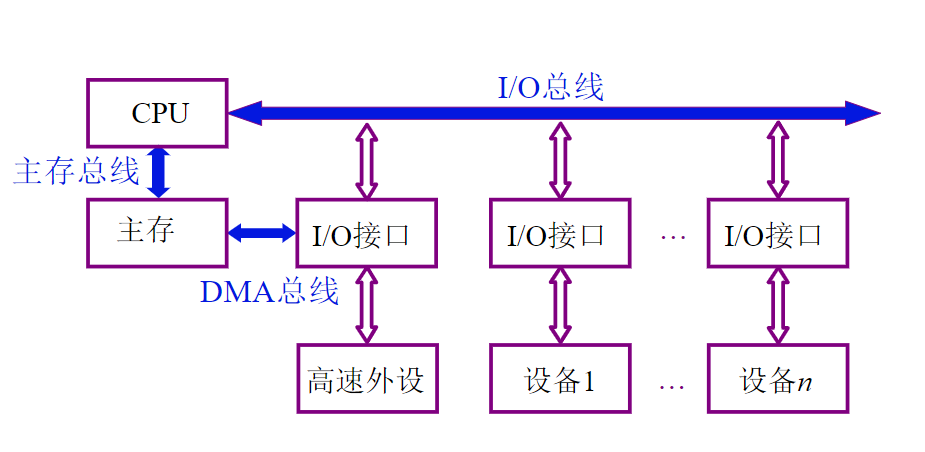 I/O总线
CPU
主存总线
主存
I/O接口
I/O接口
…
I/O接口
DMA总线
高速外设
设备1
…
设备n